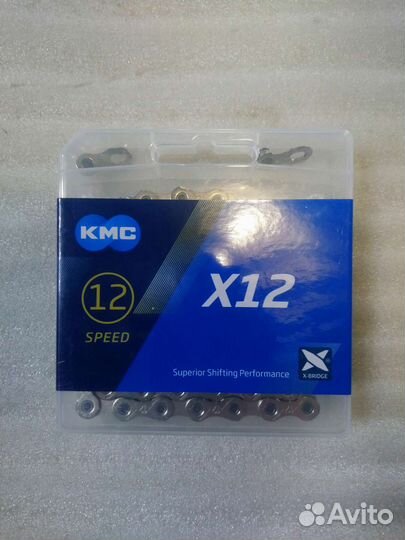 KMC
12
SPEED
X12
Superior Shifting Performance
X-BRIDGE
Avito